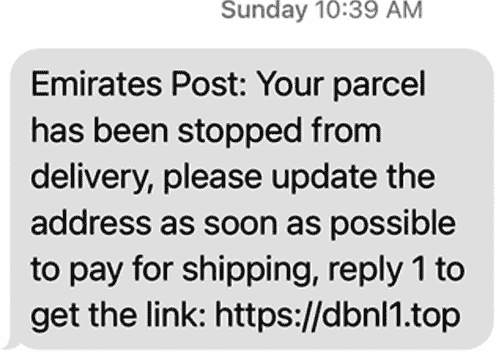 Sunday 10:39 AM
Emirates Post: Your parcel
has been stopped from
delivery, please update the
address as soon as possible
to pay for shipping, reply 1 to
get the link: https://dbnl1.top